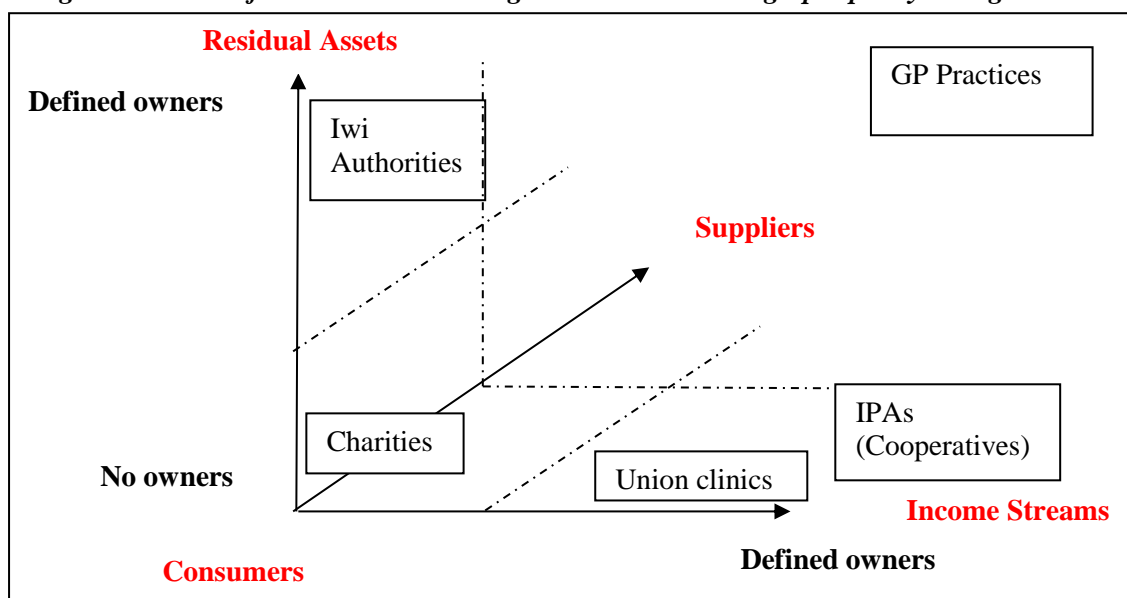 Residual Assets
GP Practices
Defined owners
Iwi
Authorities
Suppliers
IPAs
(Cooperatives)
Charities
No owners
Union clinics
Income Streams
Defined owners
Consumers